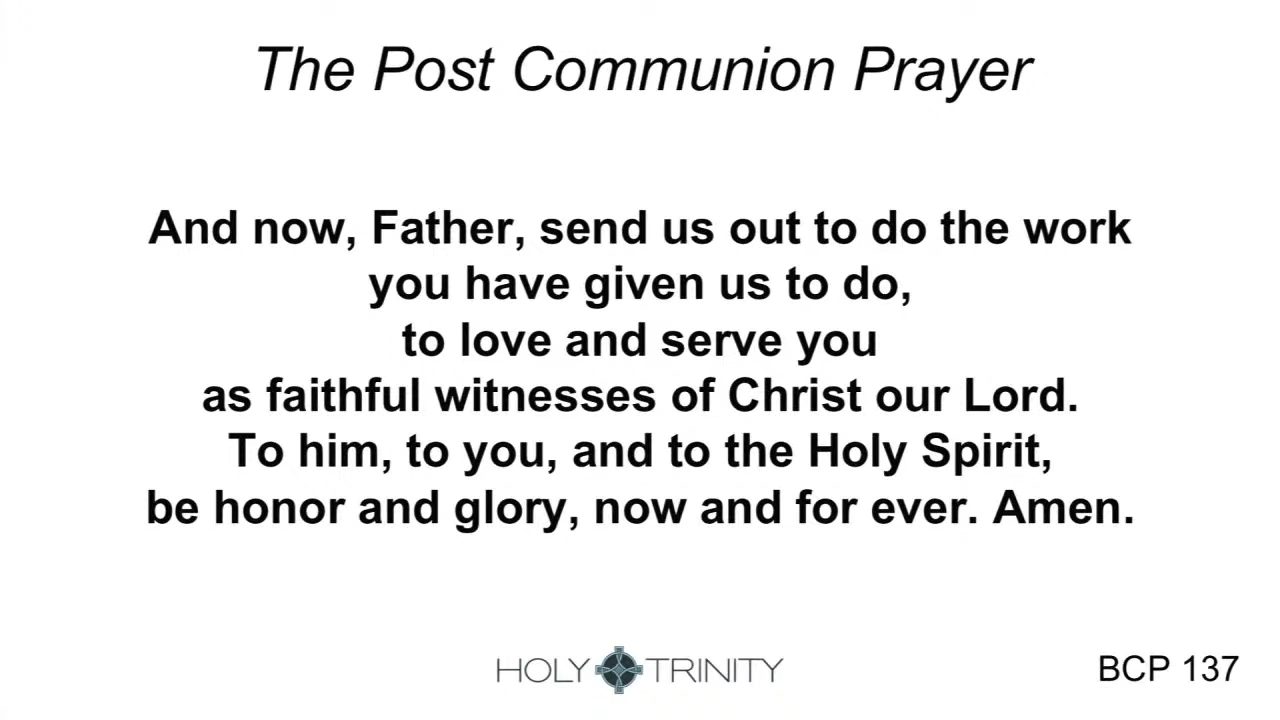 The Post Communion Prayer
And now, Father, send us out to do the work
you have given us to do,
to love and serve you
as faithful witnesses of Christ our Lord.
To him, to you, and to the Holy Spirit,
be honor and glory, now and for ever. Amen.
HOLY TRINITY
BCP 137